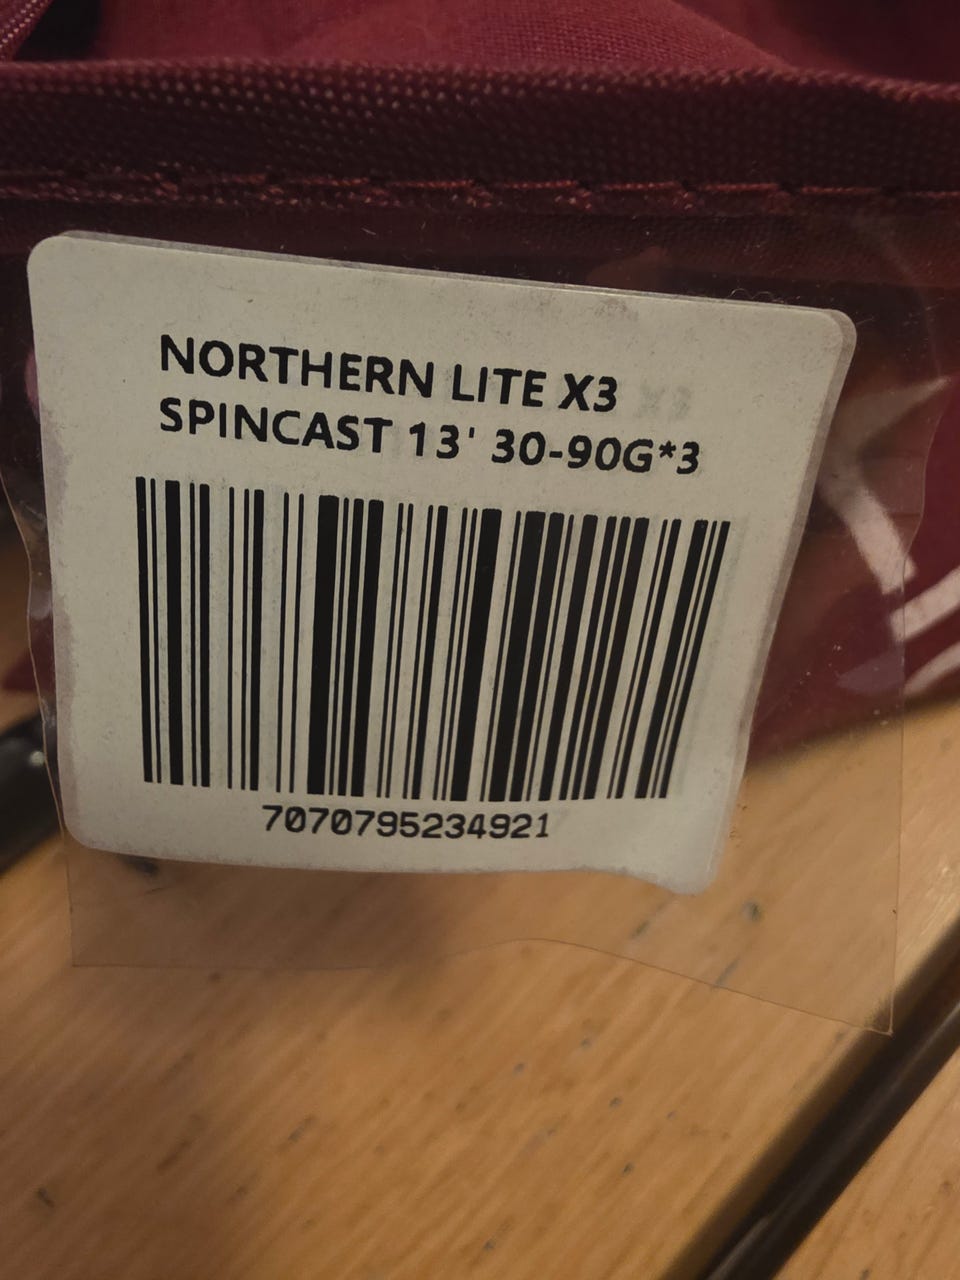 NORTHERN LITE X3
SPINCAST 13' 30-90G*3
7070795234921